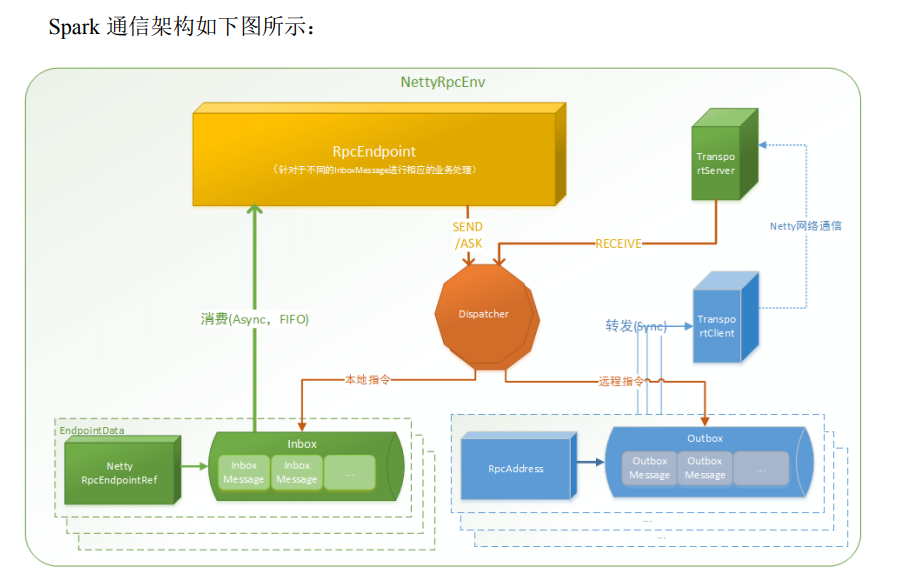 Spark 通信架构如下图所示：
NettyRpcEnv
RpcEndpoint
（针对于不同的InboxMessage进行相应的业务处理）
Transpo
rtServer
SEND
/ASK
RECEIVE
Netty网络通信
Dispatcher
消费(Async，FIFO)
转发(Sync)
Transpo
rtClient
本地指令
远程指令
EndpointData
Netty
RpcEndpointRef
Inbox
Inbox
Message
Inbox
Message
...
RpcAddress
Outbox
Outbox
Message
Outbox
Message
...
...
...